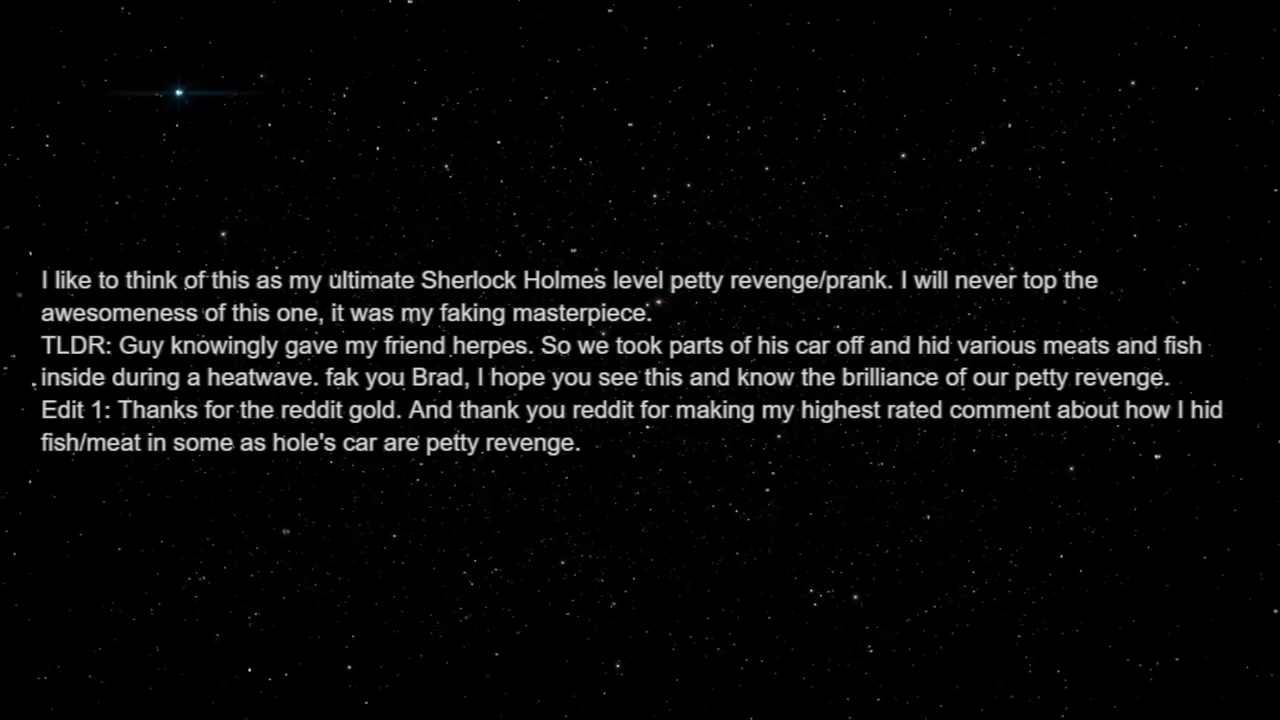 I like to think of this as my ultimate Sherlock Holmes level petty revenge/prank. I will never top the
awesomeness of this one, it was my faking masterpiece.
TLDR: Guy knowingly gave my friend herpes. So we took parts of his car off and hid various meats and fish
inside during a heatwave. fak you Brad, I hope you see this and know the brilliance of our petty revenge.
Edit 1: Thanks for the reddit gold. And thank you reddit for making my highest rated comment about how I hid
fish/meat in some as hole's car are petty revenge.